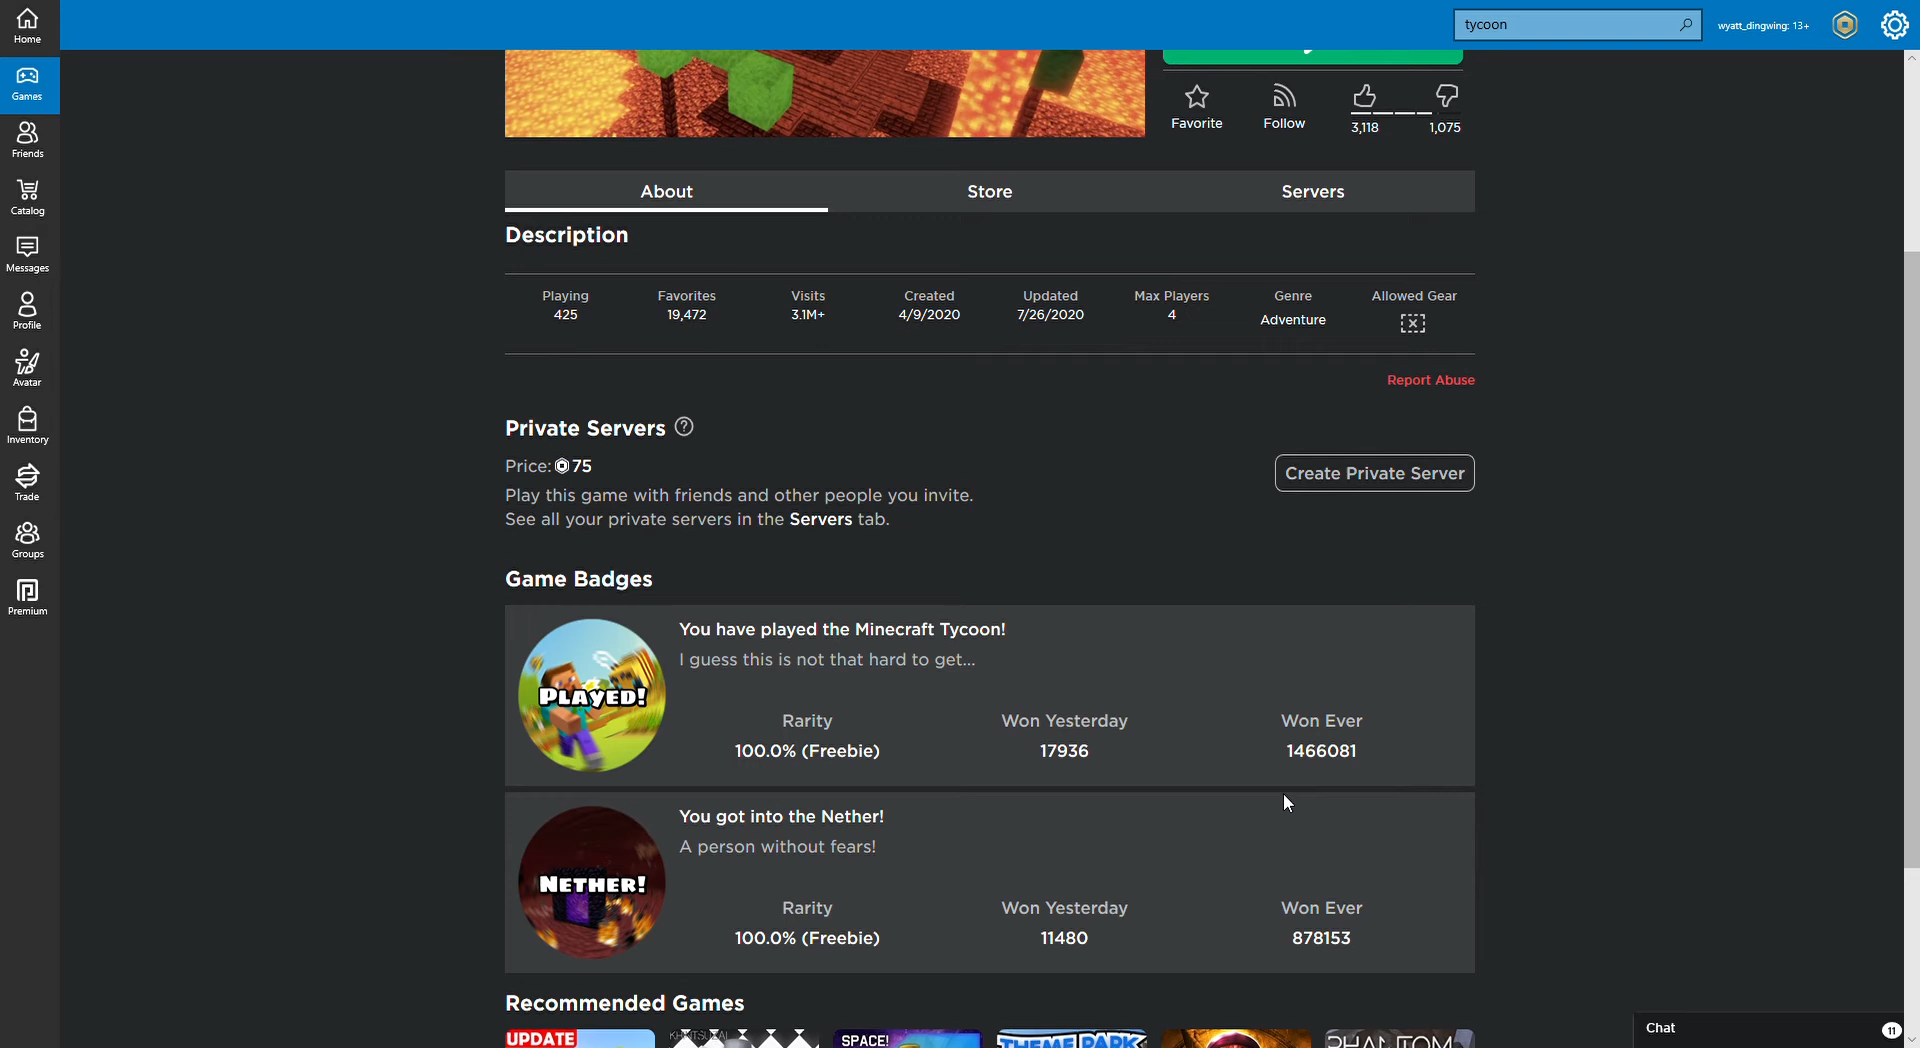 Home
tycoon
wyatt_dingwing: 13+
Games
Friends
Catalog
Messages
Profile
Avatar
Inventory
Trade
Groups
Premium
Favorite
Follow
3,118
1,075
About
Store
Servers
Description
Playing
Favorites
Visits
Created
Updated
Max Players
Genre
Allowed Gear
425
19,472
3.1M+
4/9/2020
7/26/2020
4
Adventure
Report Abuse
Private Servers
Price: 75
Create Private Server
Play this game with friends and other people you invite.
See all your private servers in the Servers tab.
Game Badges
PLAYED!
You have played the Minecraft Tycoon!
I guess this is not that hard to get...
Rarity
Won Yesterday
Won Ever
100.0% (Freebie)
17936
1466081
NETHER!
You got into the Nether!
A person without fears!
Rarity
Won Yesterday
Won Ever
100.0% (Freebie)
11480
878153
Recommended Games
UPDATE
SPACE!
THEME PARK
PHANTOM
Chat
11